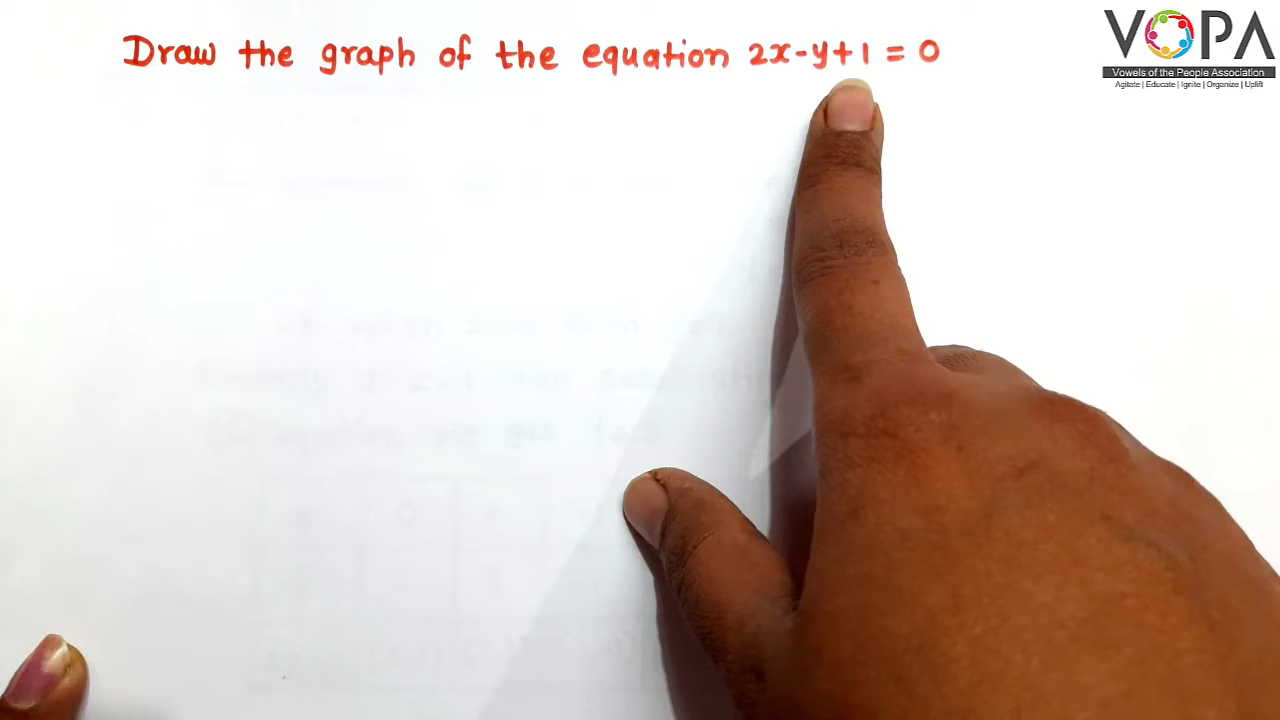 Draw the graph of the equation 2x-y+1 = 0
VOPA
Vowels of the People Association
Agitate | Educate | Ignite | Organize | Uplift